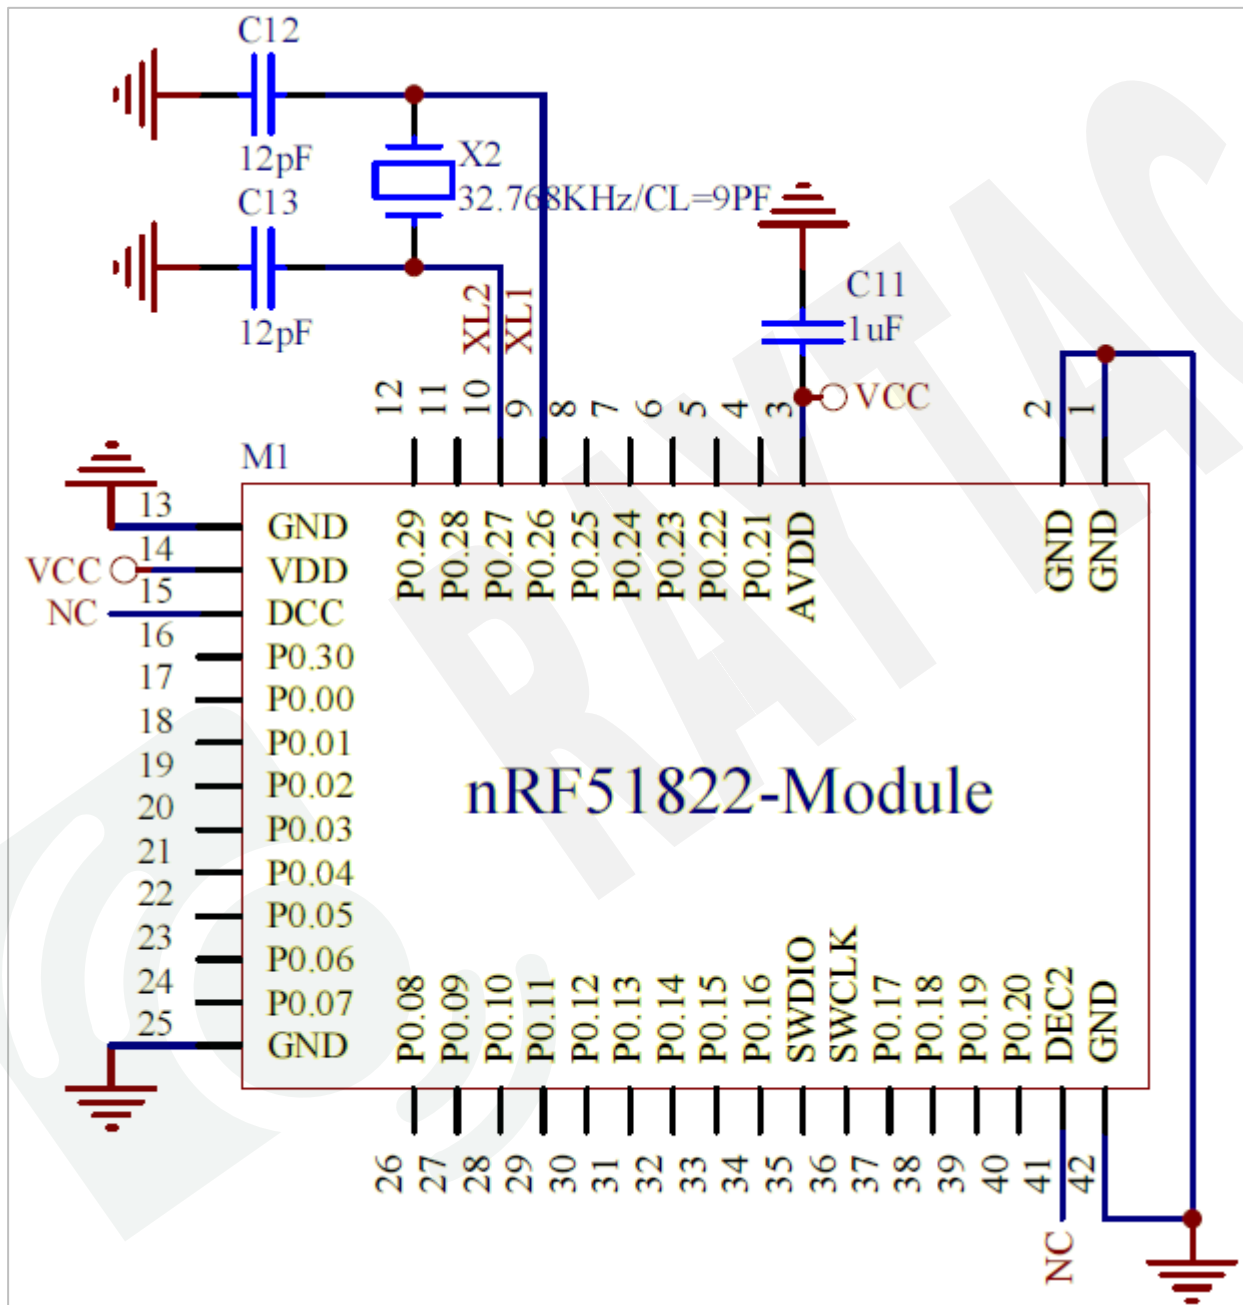 C12
12pF
X2
32.768KHz/CL=9PF
C13
12pF
XL2
XL1
C11
1uF
VCC
12
11
10
9
8
7
6
5
4
3
2
1
M1
P0.29
P0.28
P0.27
P0.26
P0.25
P0.24
P0.23
P0.22
P0.21
AVDD
GND
GND
13
GND
14
VCC
VDD
15
NC
DCC
16
P0.30
17
P0.00
18
P0.01
19
P0.02
20
P0.03
21
P0.04
22
P0.05
23
P0.06
24
P0.07
25
GND
nRF51822-Module
P0.08
P0.09
P0.10
P0.11
P0.12
P0.13
P0.14
P0.15
P0.16
SWDIO
SWCLK
P0.17
P0.18
P0.19
P0.20
DEC2
GND
26
27
28
29
30
31
32
33
34
35
36
37
38
39
40
41
42
NC
RAYTAC